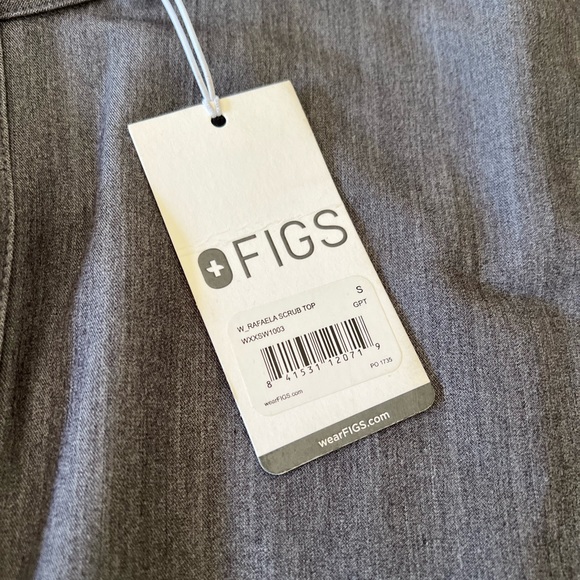 FIGS
W_RAFAELA SCRUB TOP S
WXXSW1003 GPT
8 41531 12071 9
wearFIGS.com PO 1735
wearFIGS.com